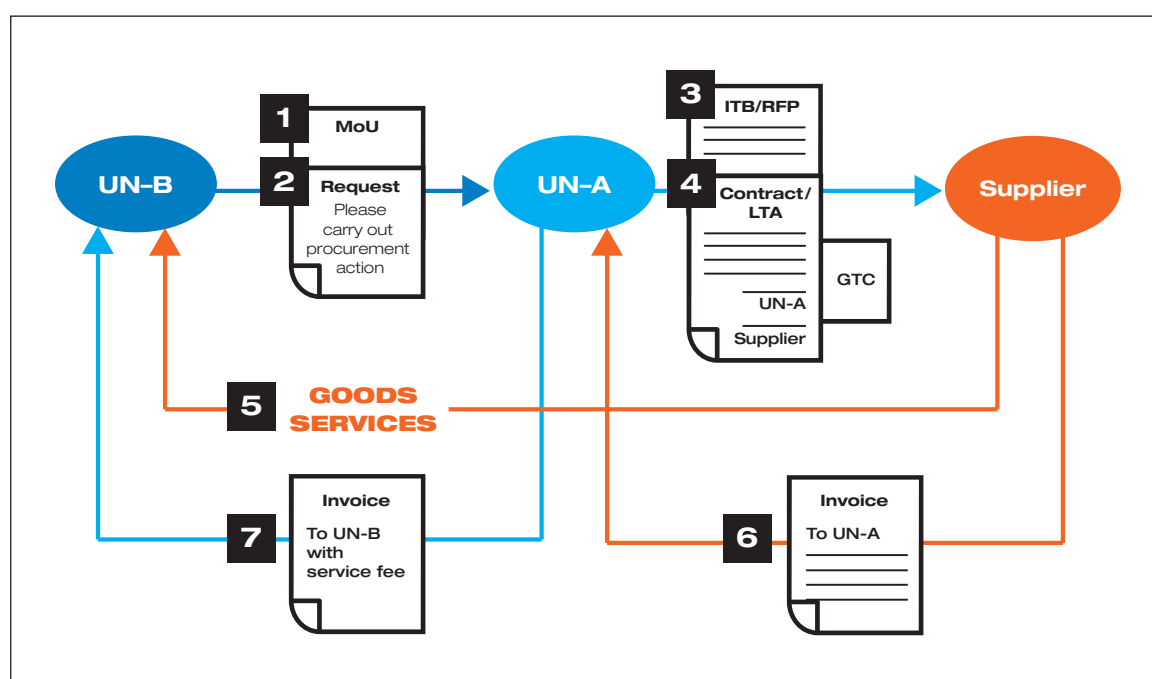 1
MoU
2
Request
Please
carry out
procurement
action
3
ITB/RFP
4
Contract/
LTA
UN-A
Supplier
GTC
UN–B
UN–A
Supplier
5
GOODS
SERVICES
7
Invoice
To UN-B
with
service fee
6
Invoice
To UN-A